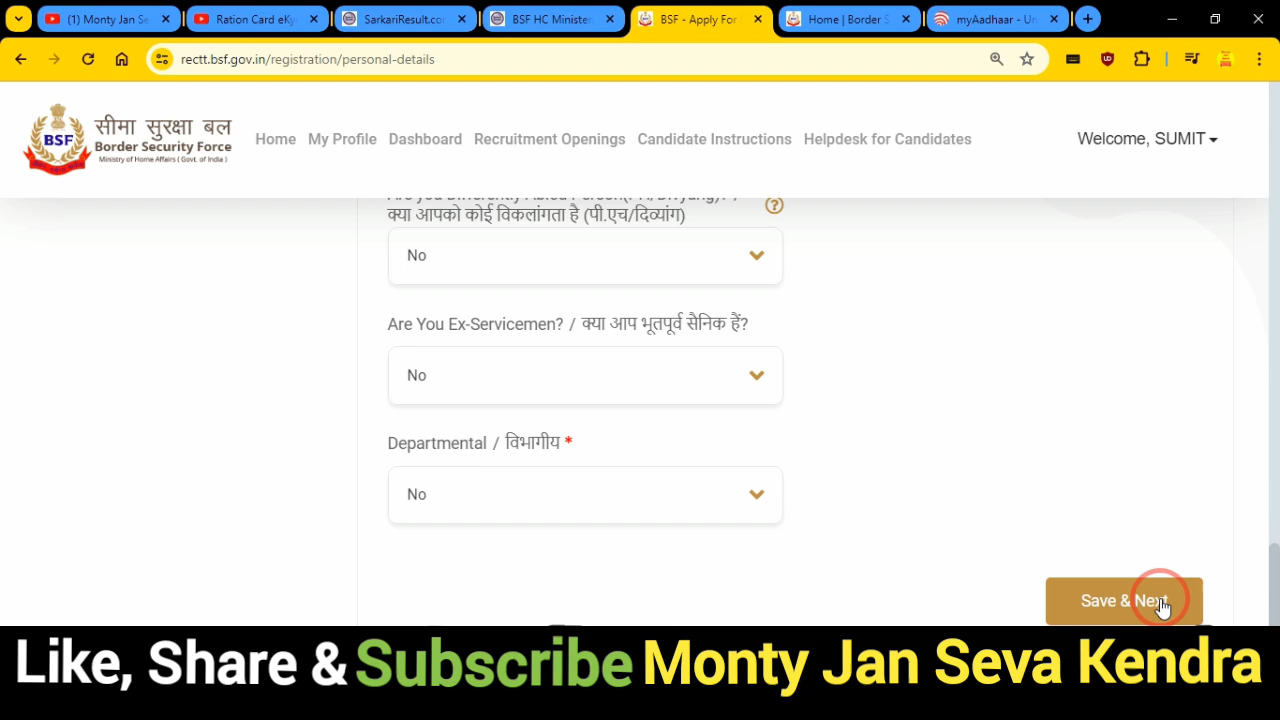 (1) Monty Jan Se
Ration Card eKy
SarkariResult.co
BSF HC Minister
BSF - Apply For
Home | Border S
myAadhaar - Un
rectt.bsf.gov.in/registration/personal-details
BSF
सीमा सुरक्षा बल
Border Security Force
Ministry of Home Affairs ( Govt. of India )
Home
My Profile
Dashboard
Recruitment Openings
Candidate Instructions
Helpdesk for Candidates
Welcome, SUMIT
क्या आपको कोई विकलांगता है (पी.एच/दिव्यांग)
No
Are You Ex-Servicemen? / क्या आप भूतपूर्व सैनिक हैं?
No
Departmental / विभागीय *
No
Save & Next
Like, Share & Subscribe Monty Jan Seva Kendra